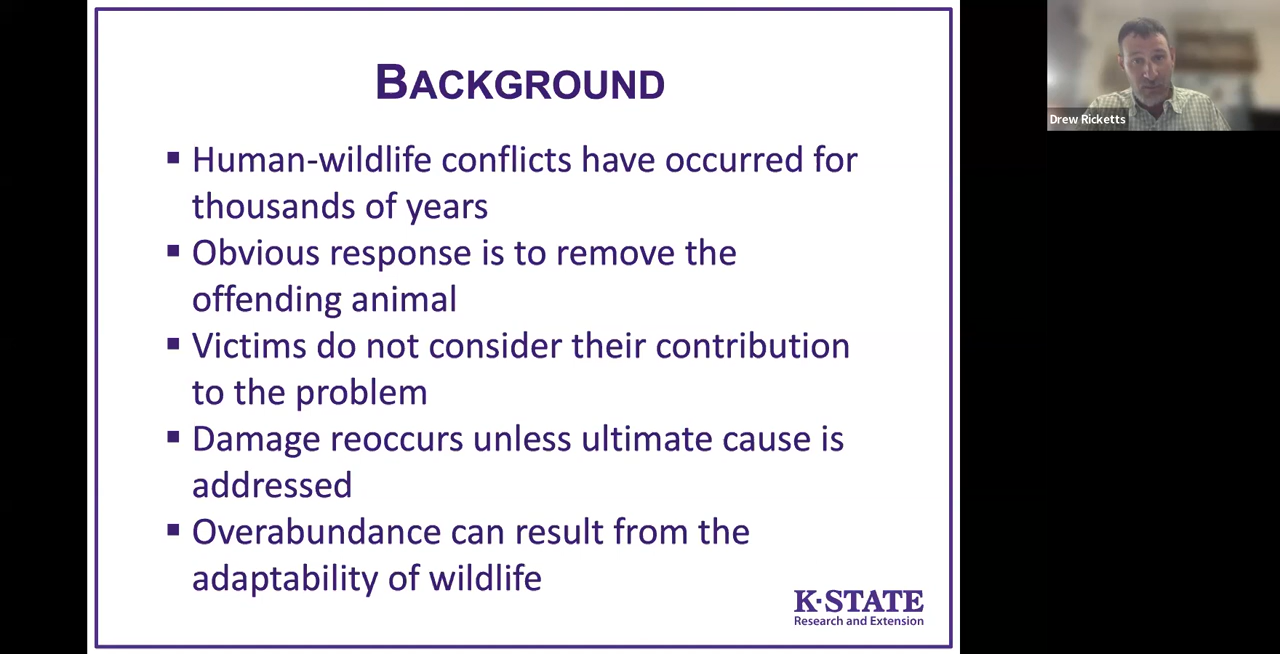 BACKGROUND
▪ Human-wildlife conflicts have occurred for
thousands of years
▪ Obvious response is to remove the
offending animal
▪ Victims do not consider their contribution
to the problem
▪ Damage reoccurs unless ultimate cause is
addressed
▪ Overabundance can result from the
adaptability of wildlife
K·STATE
Research and Extension
Drew Ricketts